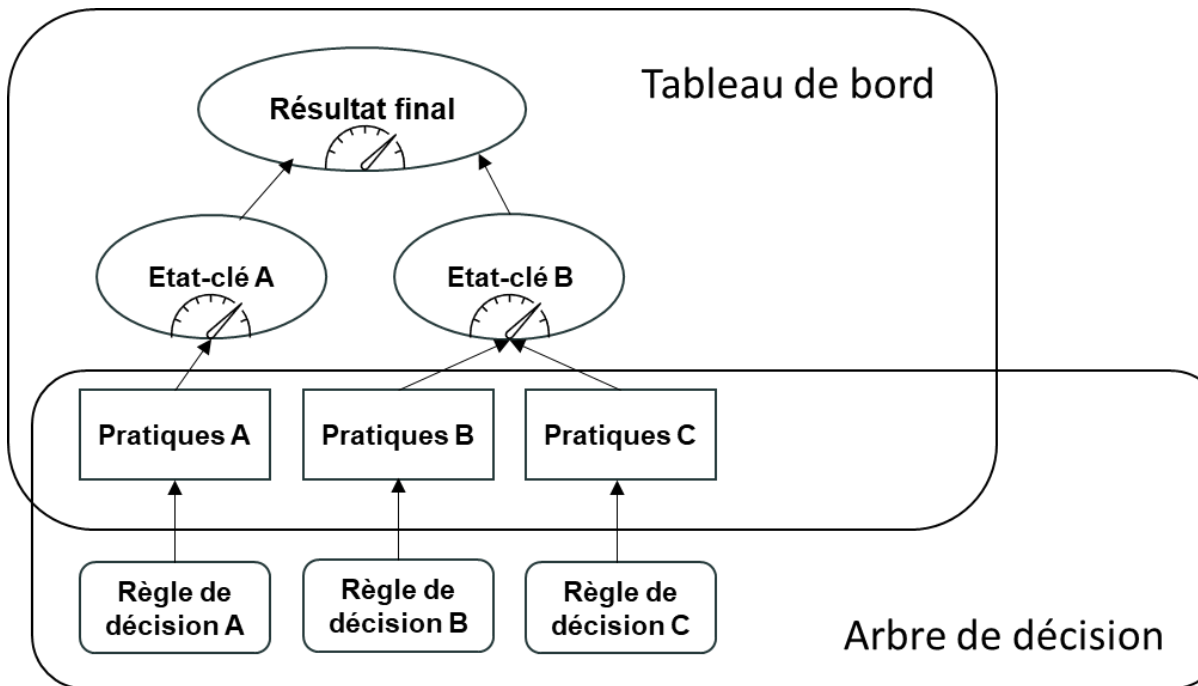 Tableau de bord
Résultat final
Etat-clé A
Etat-clé B
Pratiques A
Pratiques B
Pratiques C
Règle de
décision A
Règle de
décision B
Règle de
décision C
Arbre de décision